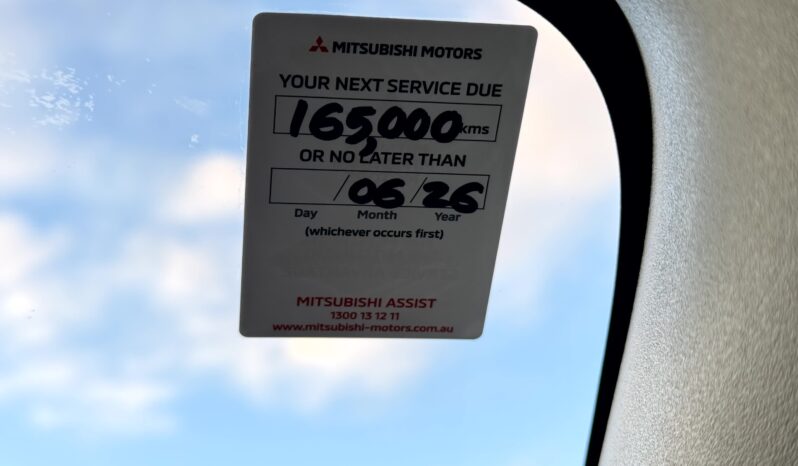 MITSUBISHI MOTORS
YOUR NEXT SERVICE DUE
165,000 kms
OR NO LATER THAN
/ 06 / 26
Day Month Year
(whichever occurs first)
MITSUBISHI ASSIST
1300 13 12 11
www.mitsubishi-motors.com.au